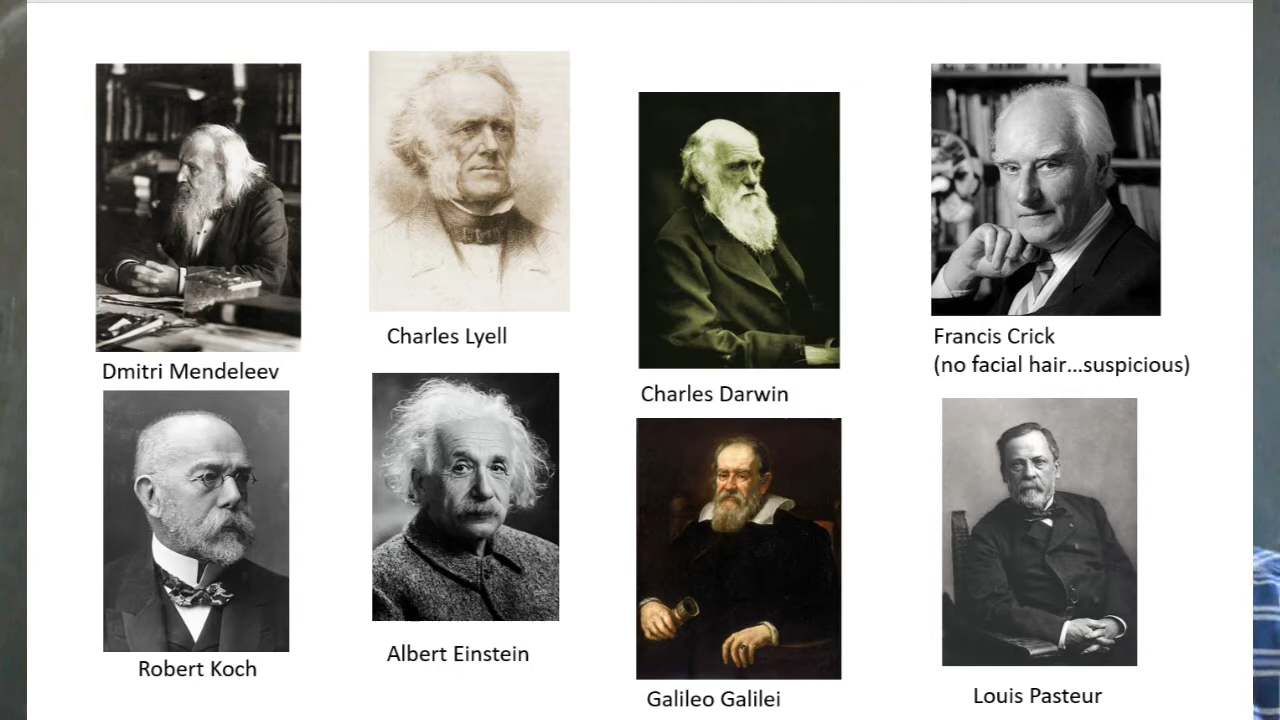 Dmitri Mendeleev
Charles Lyell
Charles Darwin
Francis Crick
(no facial hair...suspicious)
Robert Koch
Albert Einstein
Galileo Galilei
Louis Pasteur